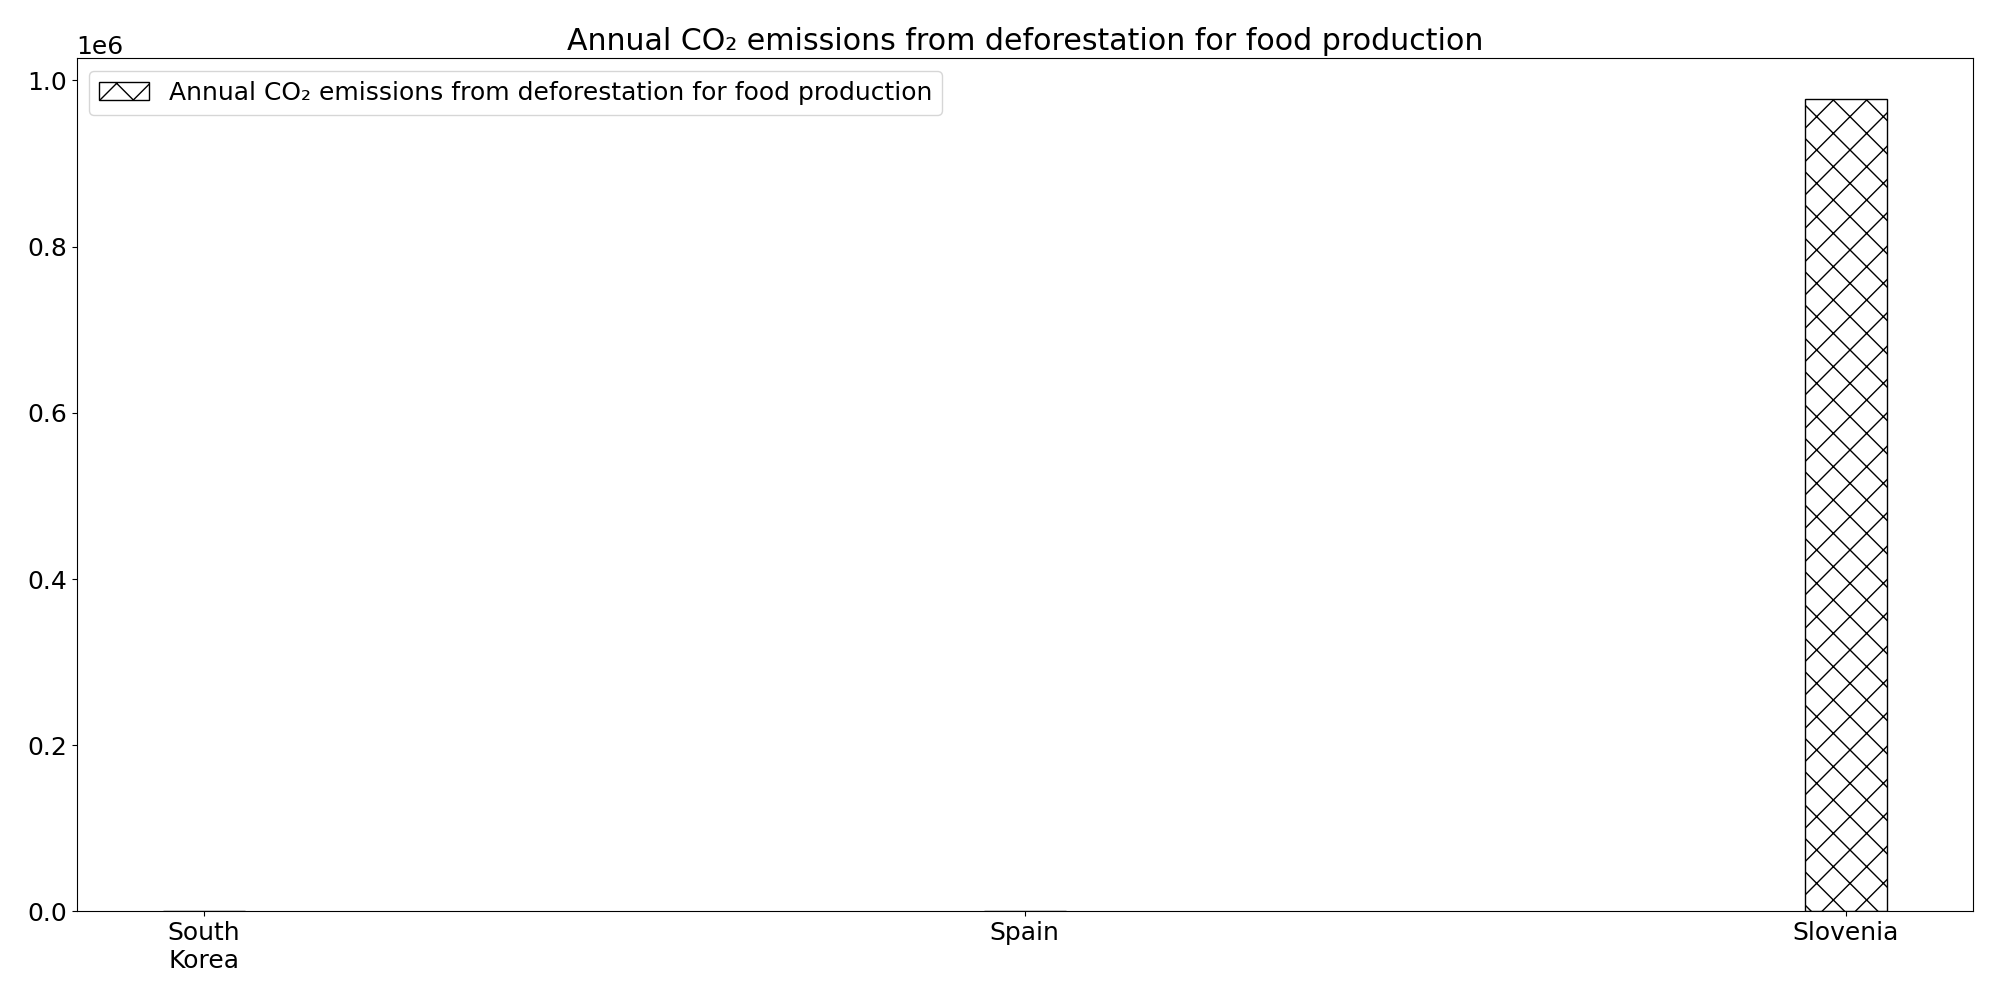 Annual CO₂ emissions from deforestation for food production
1e6
1.0
Annual CO₂ emissions from deforestation for food production
0.8
0.6
0.4
0.2
0.0
South
Korea
Spain
Slovenia